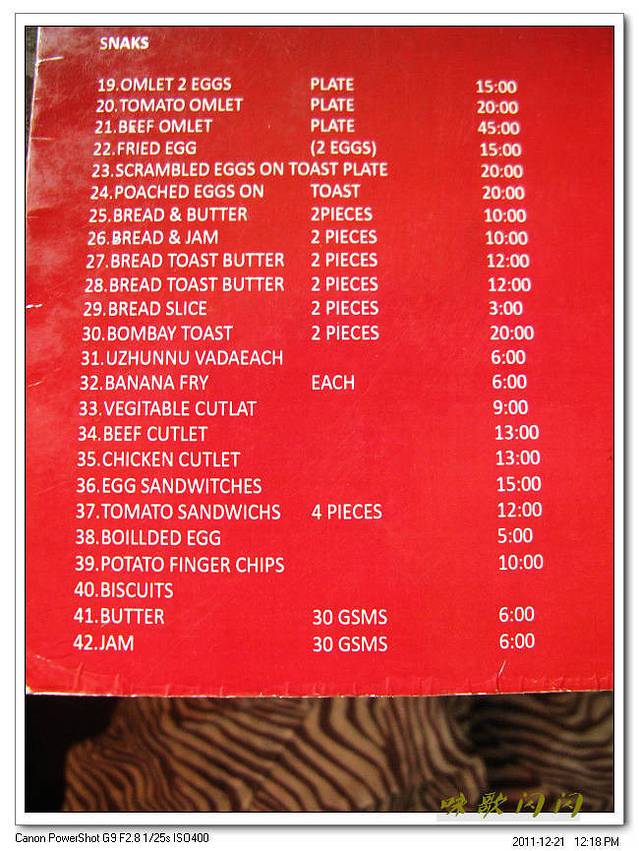 SNAKS
19.OMLET 2 EGGS PLATE 15:00
20.TOMATO OMLET PLATE 20:00
21.BEEF OMLET PLATE 45:00
22.FRIED EGG (2 EGGS) 15:00
23.SCRAMBLED EGGS ON TOAST PLATE 20:00
24.POACHED EGGS ON TOAST 20:00
25.BREAD & BUTTER 2PIECES 10:00
26.BREAD & JAM 2 PIECES 10:00
27.BREAD TOAST BUTTER 2 PIECES 12:00
28.BREAD TOAST BUTTER 2 PIECES 12:00
29.BREAD SLICE 2 PIECES 3:00
30.BOMBAY TOAST 2 PIECES 20:00
31.UZHUNNU VADAEACH 6:00
32.BANANA FRY EACH 6:00
33.VEGITABLE CUTLAT 9:00
34.BEEF CUTLET 13:00
35.CHICKEN CUTLET 13:00
36.EGG SANDWITCHES 15:00
37.TOMATO SANDWICHS 4 PIECES 12:00
38.BOILLDED EGG 5:00
39.POTATO FINGER CHIPS 10:00
40.BISCUITS
41.BUTTER 30 GSMS 6:00
42.JAM 30 GSMS 6:00
咪歌闪闪
Canon PowerShot G9 F2.8 1/25s ISO400 2011-12-21 12:18 PM